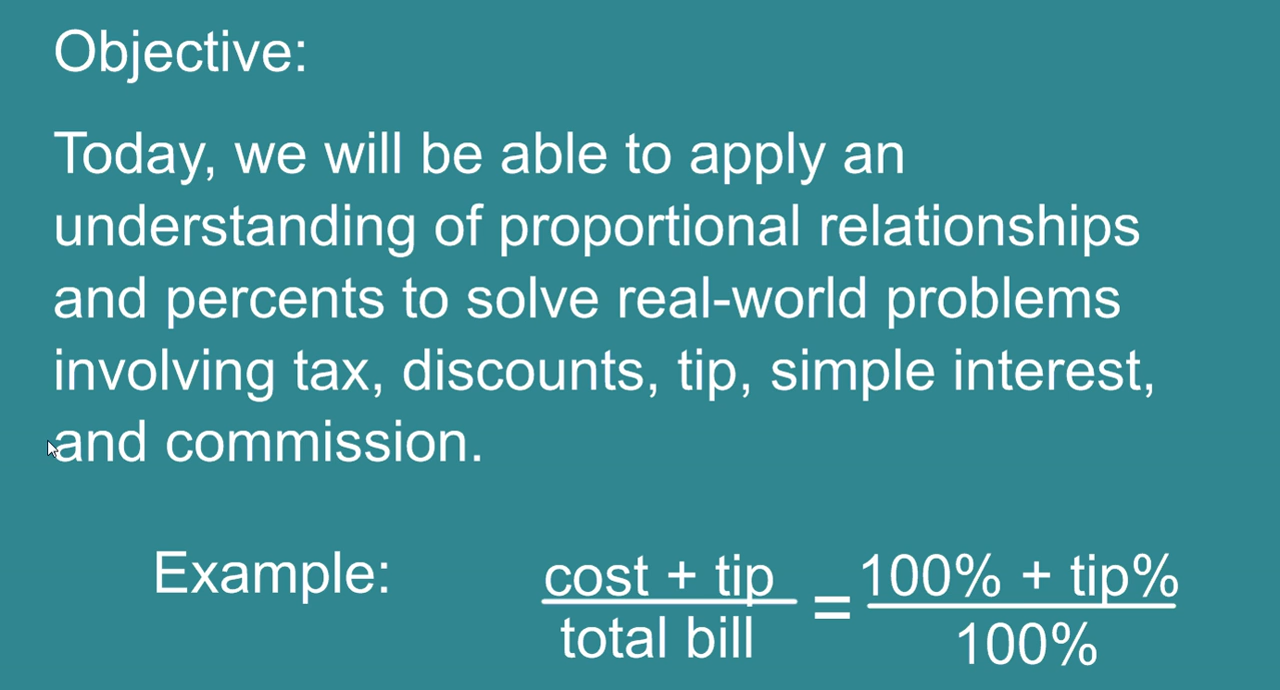 Objective:
Today, we will be able to apply an
understanding of proportional relationships
and percents to solve real-world problems
involving tax, discounts, tip, simple interest,
and commission.
Example:
cost + tip = 100% + tip%
total bill 100%